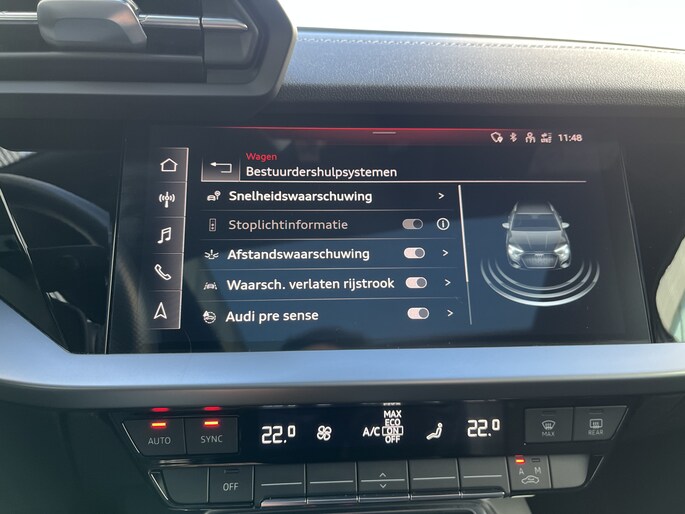 11:48
Wagen
Bestuurdershulpsystemen
Snelheidswaarschuwing
Stoplichtinformatie
Afstandswaarschuwing
Waarsch. verlaten rijstrook
Audi pre sense
AUTO
SYNC
22.0
A/C
MAX
ECO
ON
OFF
22.0
MAX
REAR
OFF
A
M